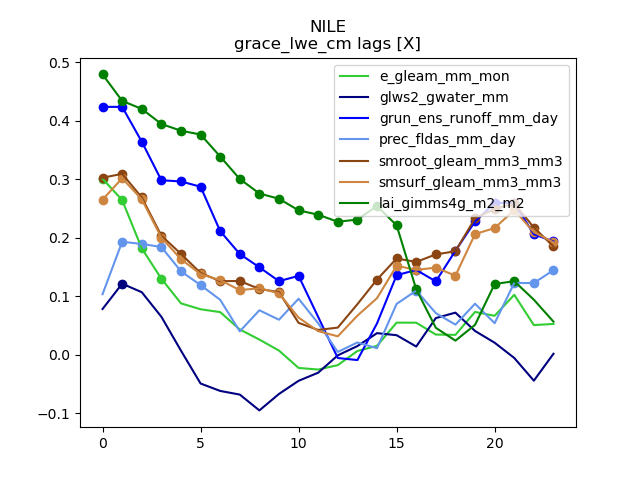 NILE
grace_lwe_cm lags [X]
0.5
0.4
0.3
0.2
0.1
0.0
−0.1
0
5
10
15
20
e_gleam_mm_mon
glws2_gwater_mm
grun_ens_runoff_mm_day
prec_fldas_mm_day
smroot_gleam_mm3_mm3
smsurf_gleam_mm3_mm3
lai_gimms4g_m2_m2